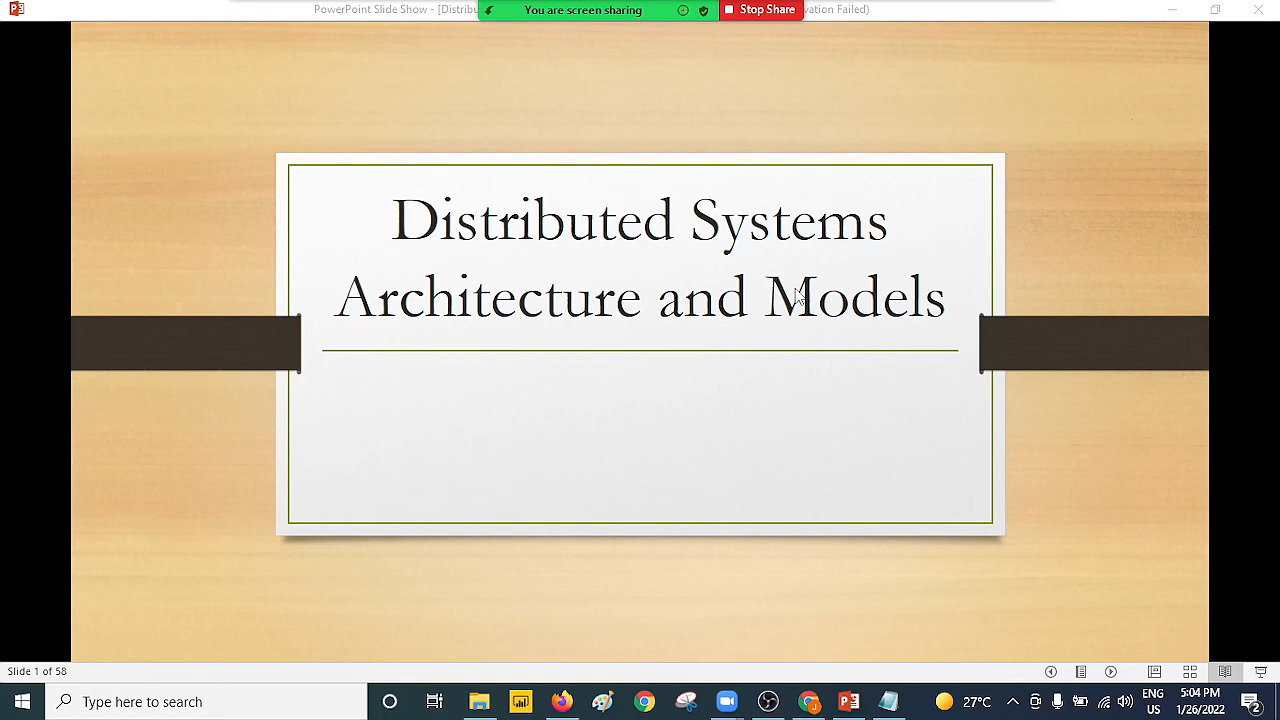 PowerPoint Slide Show - [Distribu
You are screen sharing
Stop Share
vation Failed)
Distributed Systems
Architecture and Models
Slide 1 of 58
Type here to search
27°C
ENG
US
5:04 PM
1/26/2022
2